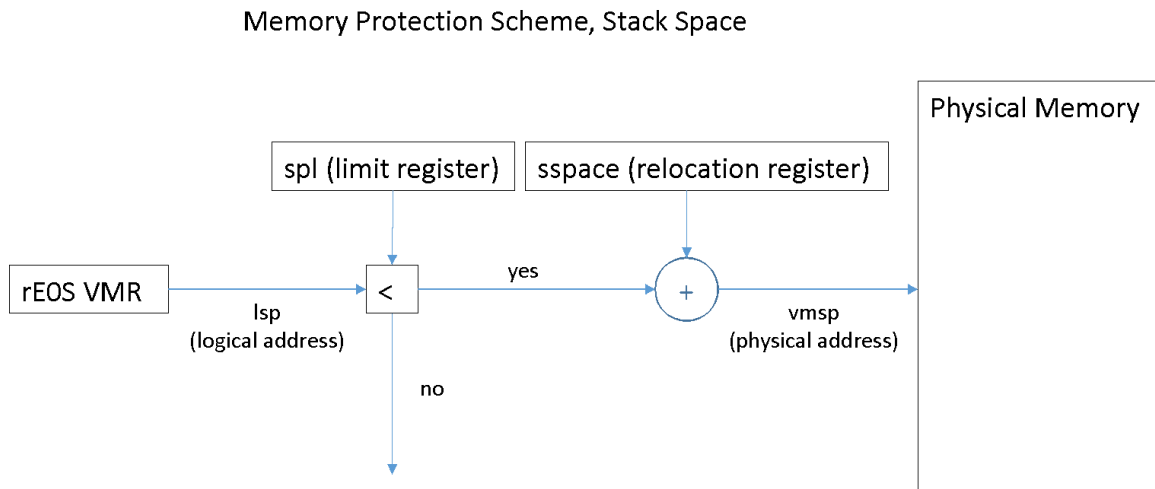 Memory Protection Scheme, Stack Space
Physical Memory
spl (limit register)
sspace (relocation register)
rEOS VMR
<
yes
+
lsp
(logical address)
vmsp
(physical address)
no